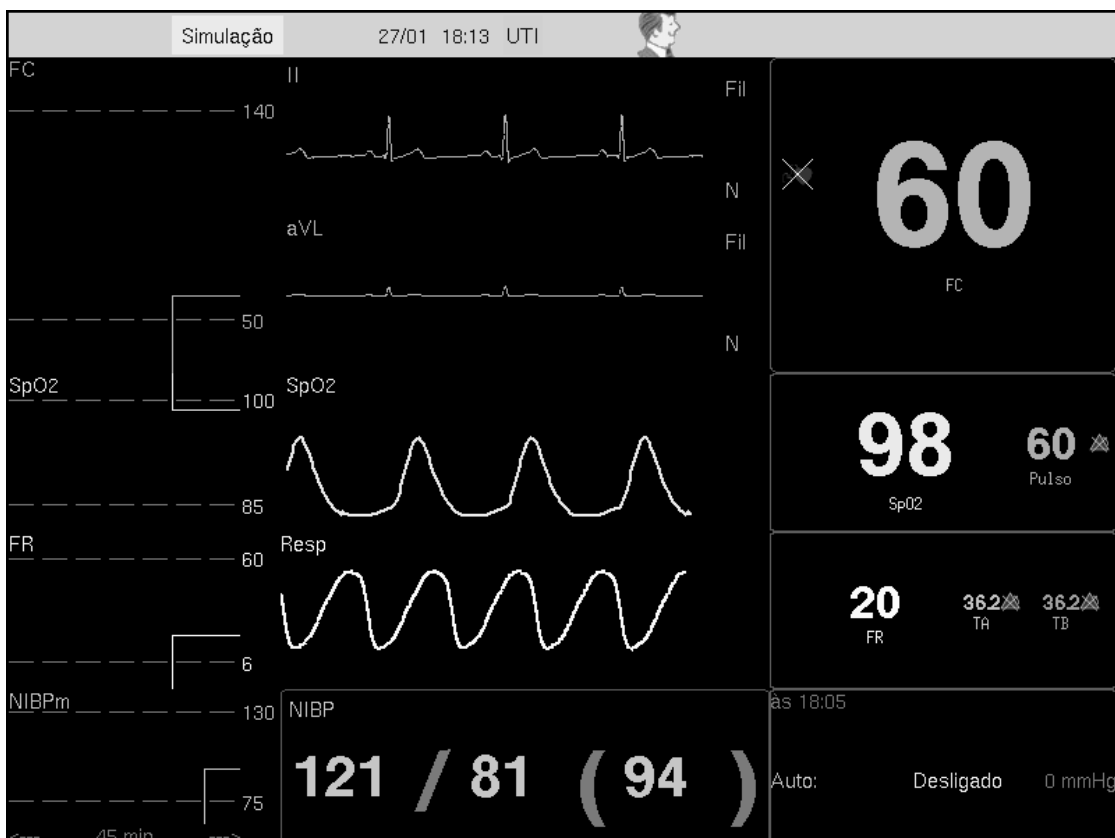 Simulação 27/01 18:13 UTI
FC
140
50
SpO2
100
85
FR
60
6
NIBPm
130
75
<--- 45 min --->
II
Fil
N
aVL
Fil
N
SpO2
Resp
NIBP
121 / 81 ( 94 )
60
FC
98
SpO2
60
Pulso
20
FR
36.2
TA
36.2
TB
às 18:05
Auto: Desligado 0 mmHg